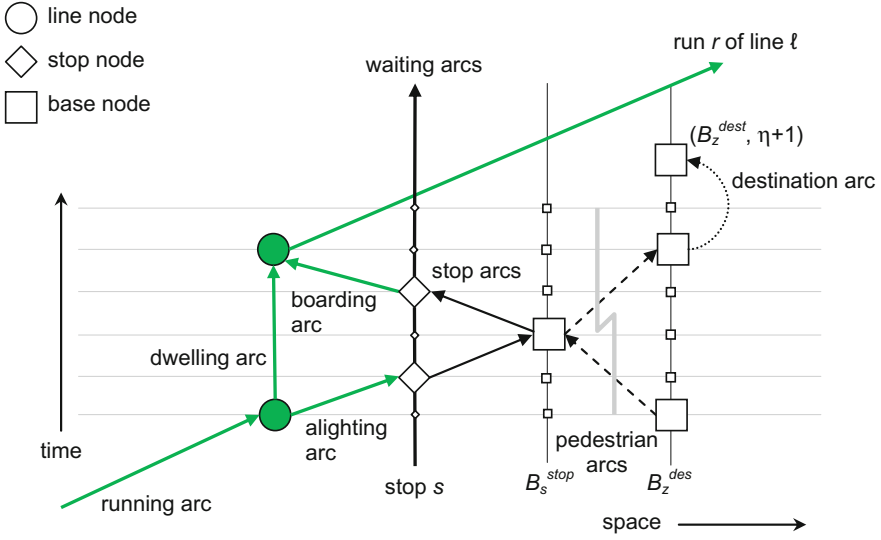 line node
stop node
base node
waiting arcs
run r of line ℓ
(B_z^dest, η+1)
destination arc
stop arcs
boarding
arc
dwelling arc
alighting
arc
time
pedestrian
arcs
running arc
stop s
B_s^stop
B_z^des
space